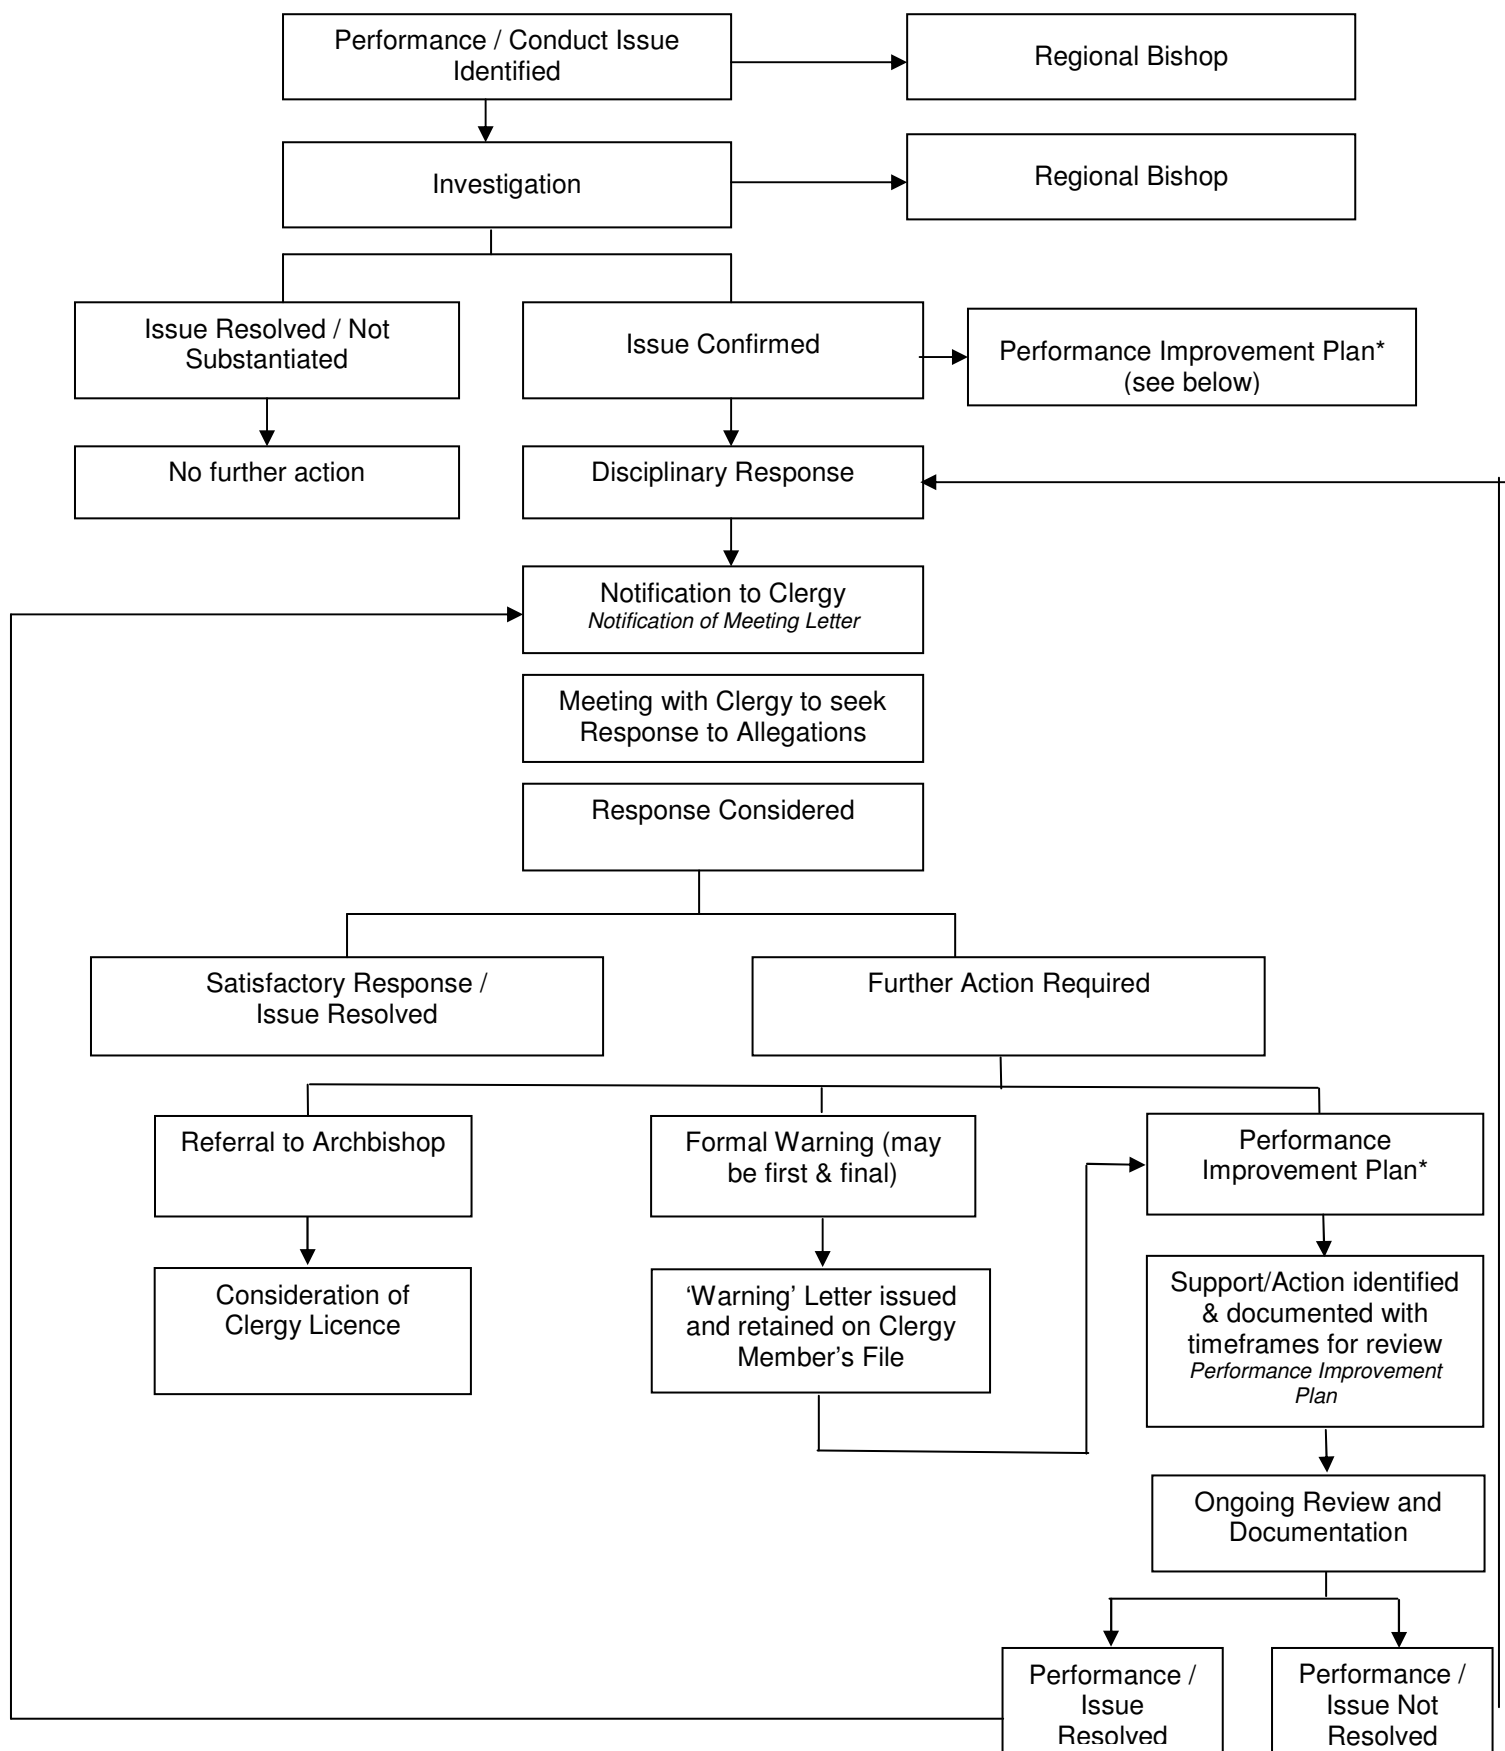 Performance / Conduct Issue
Identified
Regional Bishop
Investigation
Regional Bishop
Issue Resolved / Not
Substantiated
Issue Confirmed
Performance Improvement Plan*
(see below)
No further action
Disciplinary Response
Notification to Clergy
Notification of Meeting Letter
Meeting with Clergy to seek
Response to Allegations
Response Considered
Satisfactory Response /
Issue Resolved
Further Action Required
Referral to Archbishop
Formal Warning (may
be first & final)
Performance
Improvement Plan*
Consideration of
Clergy Licence
‘Warning’ Letter issued
and retained on Clergy
Member’s File
Support/Action identified
& documented with
timeframes for review
Performance Improvement
Plan
Ongoing Review and
Documentation
Performance /
Issue
Resolved
Performance /
Issue Not
Resolved